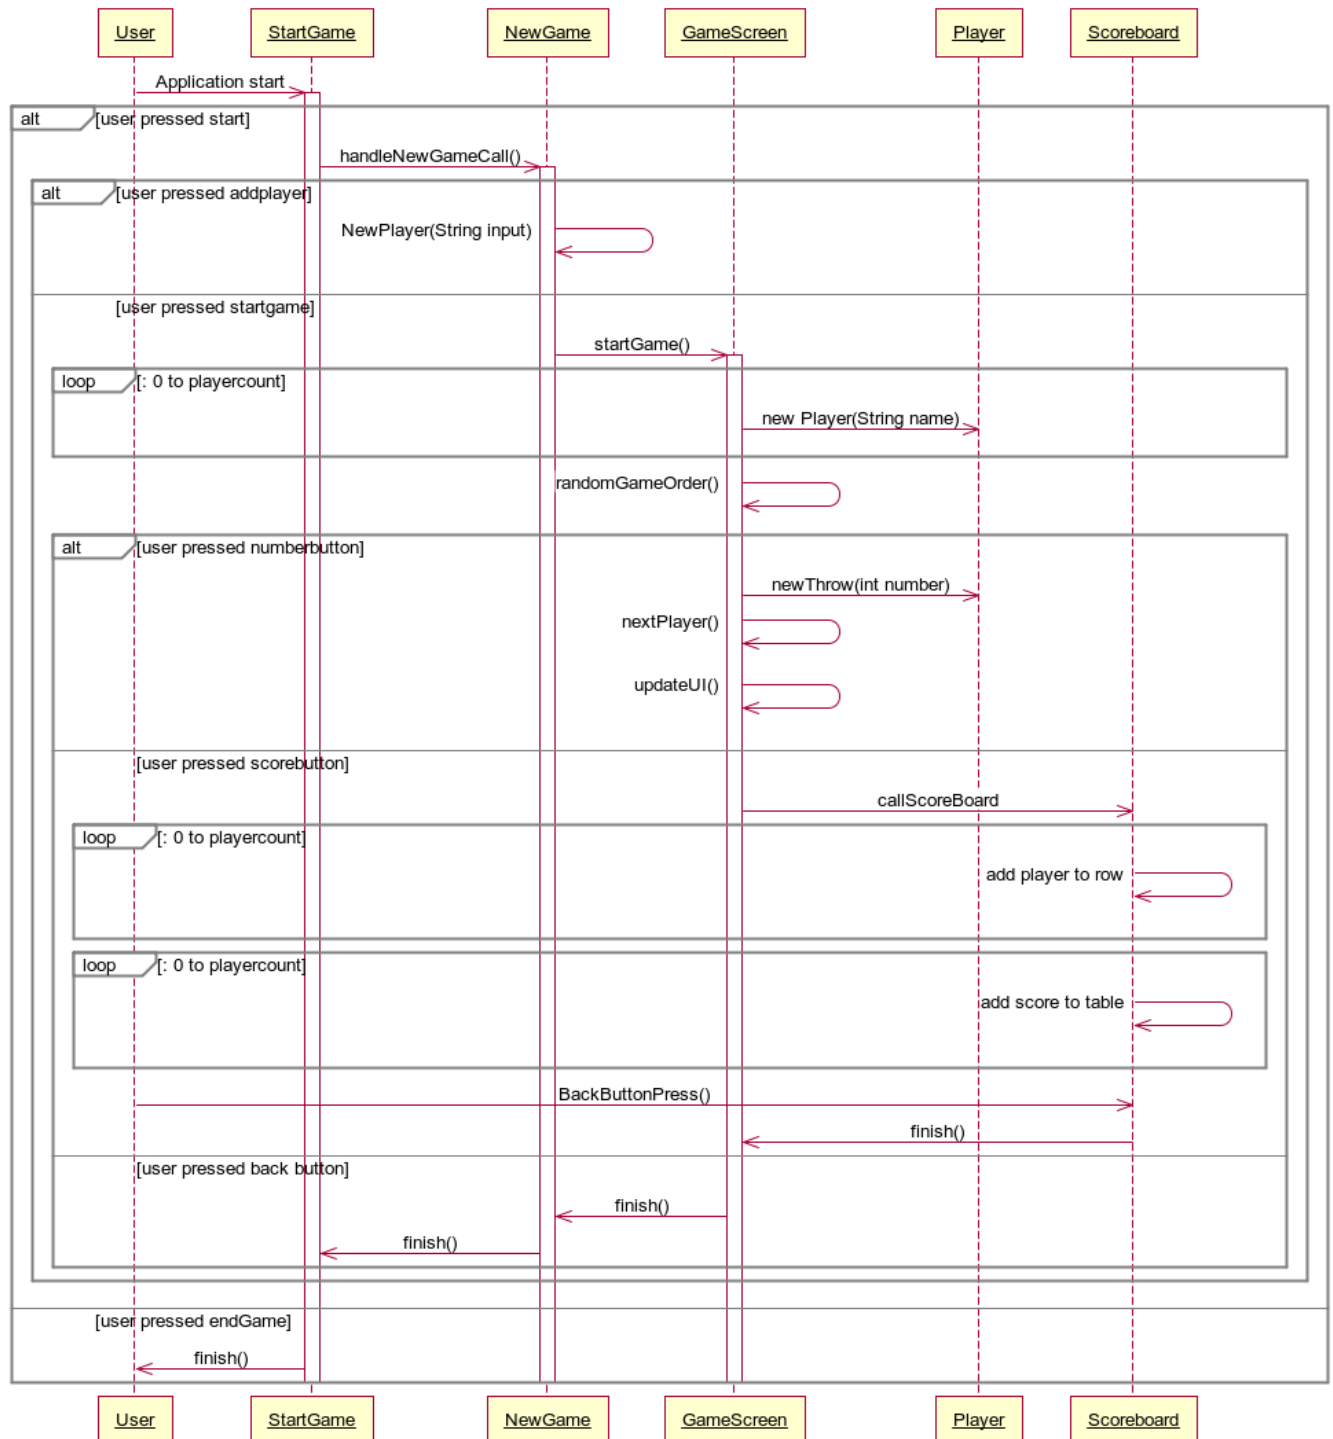 User StartGame NewGame GameScreen Player Scoreboard
Application start
alt [user pressed start]
handleNewGameCall()
alt [user pressed addplayer]
NewPlayer(String input)
[user pressed startgame]
startGame()
loop [: 0 to playercount]
new Player(String name)
randomGameOrder()
alt [user pressed numberbutton]
newThrow(int number)
nextPlayer()
updateUI()
[user pressed scorebutton]
callScoreBoard
loop [: 0 to playercount]
add player to row
loop [: 0 to playercount]
add score to table
BackButtonPress()
finish()
[user pressed back button]
finish()
finish()
[user pressed endGame]
finish()
User StartGame NewGame GameScreen Player Scoreboard